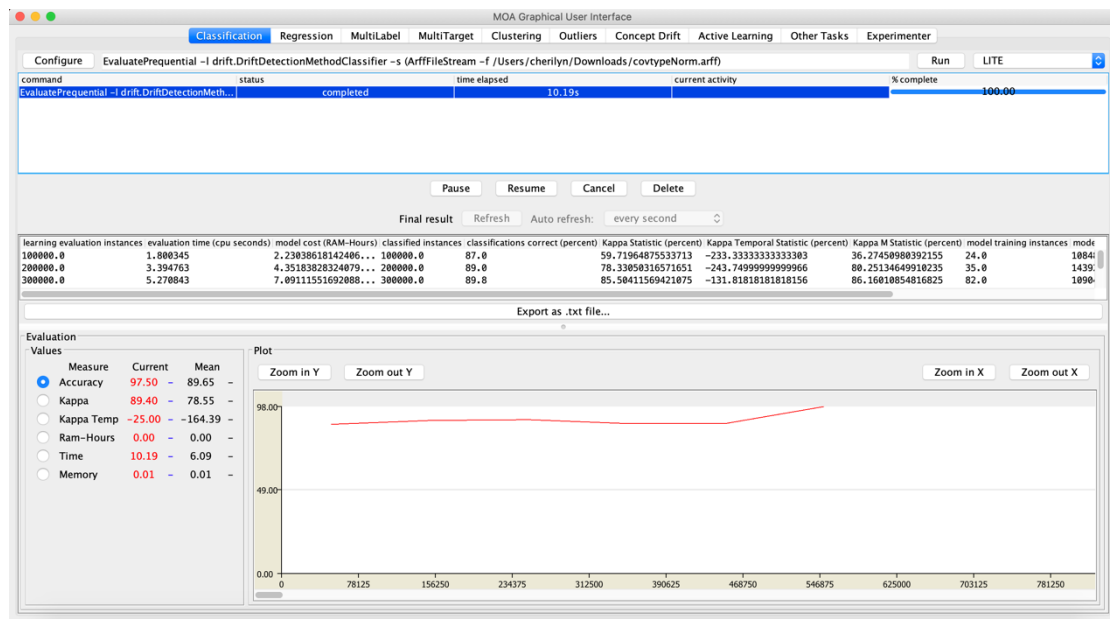 MOA Graphical User Interface
Classification Regression MultiLabel MultiTarget Clustering Outliers Concept Drift Active Learning Other Tasks Experimenter
Configure EvaluatePrequential -l drift.DriftDetectionMethodClassifier -s (ArffFileStream -f /Users/cherilyn/Downloads/covtypeNorm.arff) Run LITE
command status time elapsed current activity % complete
EvaluatePrequential -l drift.DriftDetectionMeth... completed 10.19s 100.00
Pause Resume Cancel Delete
Final result Refresh Auto refresh: every second
learning evaluation instances evaluation time (cpu seconds) model cost (RAM-Hours) classified instances classifications correct (percent) Kappa Statistic (percent) Kappa Temporal Statistic (percent) Kappa M Statistic (percent) model training instances mode
100000.0 1.800345 2.23038618142406... 100000.0 87.0 59.71964875533713 -233.33333333333303 36.27450980392155 24.0 1084
200000.0 3.394763 4.35183828324079... 200000.0 89.0 78.33050316571651 -243.74999999999966 80.25134649910235 35.0 1439
300000.0 5.270843 7.09111551692088... 300000.0 89.8 85.50411569421075 -131.81818181818156 86.16010854816825 82.0 1090
Export as .txt file...
Evaluation
Values
Measure Current Mean
Accuracy 97.50 - 89.65 -
Kappa 89.40 - 78.55 -
Kappa Temp -25.00 - -164.39 -
Ram-Hours 0.00 - 0.00 -
Time 10.19 - 6.09 -
Memory 0.01 - 0.01 -
Plot
Zoom in Y Zoom out Y Zoom in X Zoom out X
98.00
49.00
0.00
0 78125 156250 234375 312500 390625 468750 546875 625000 703125 781250